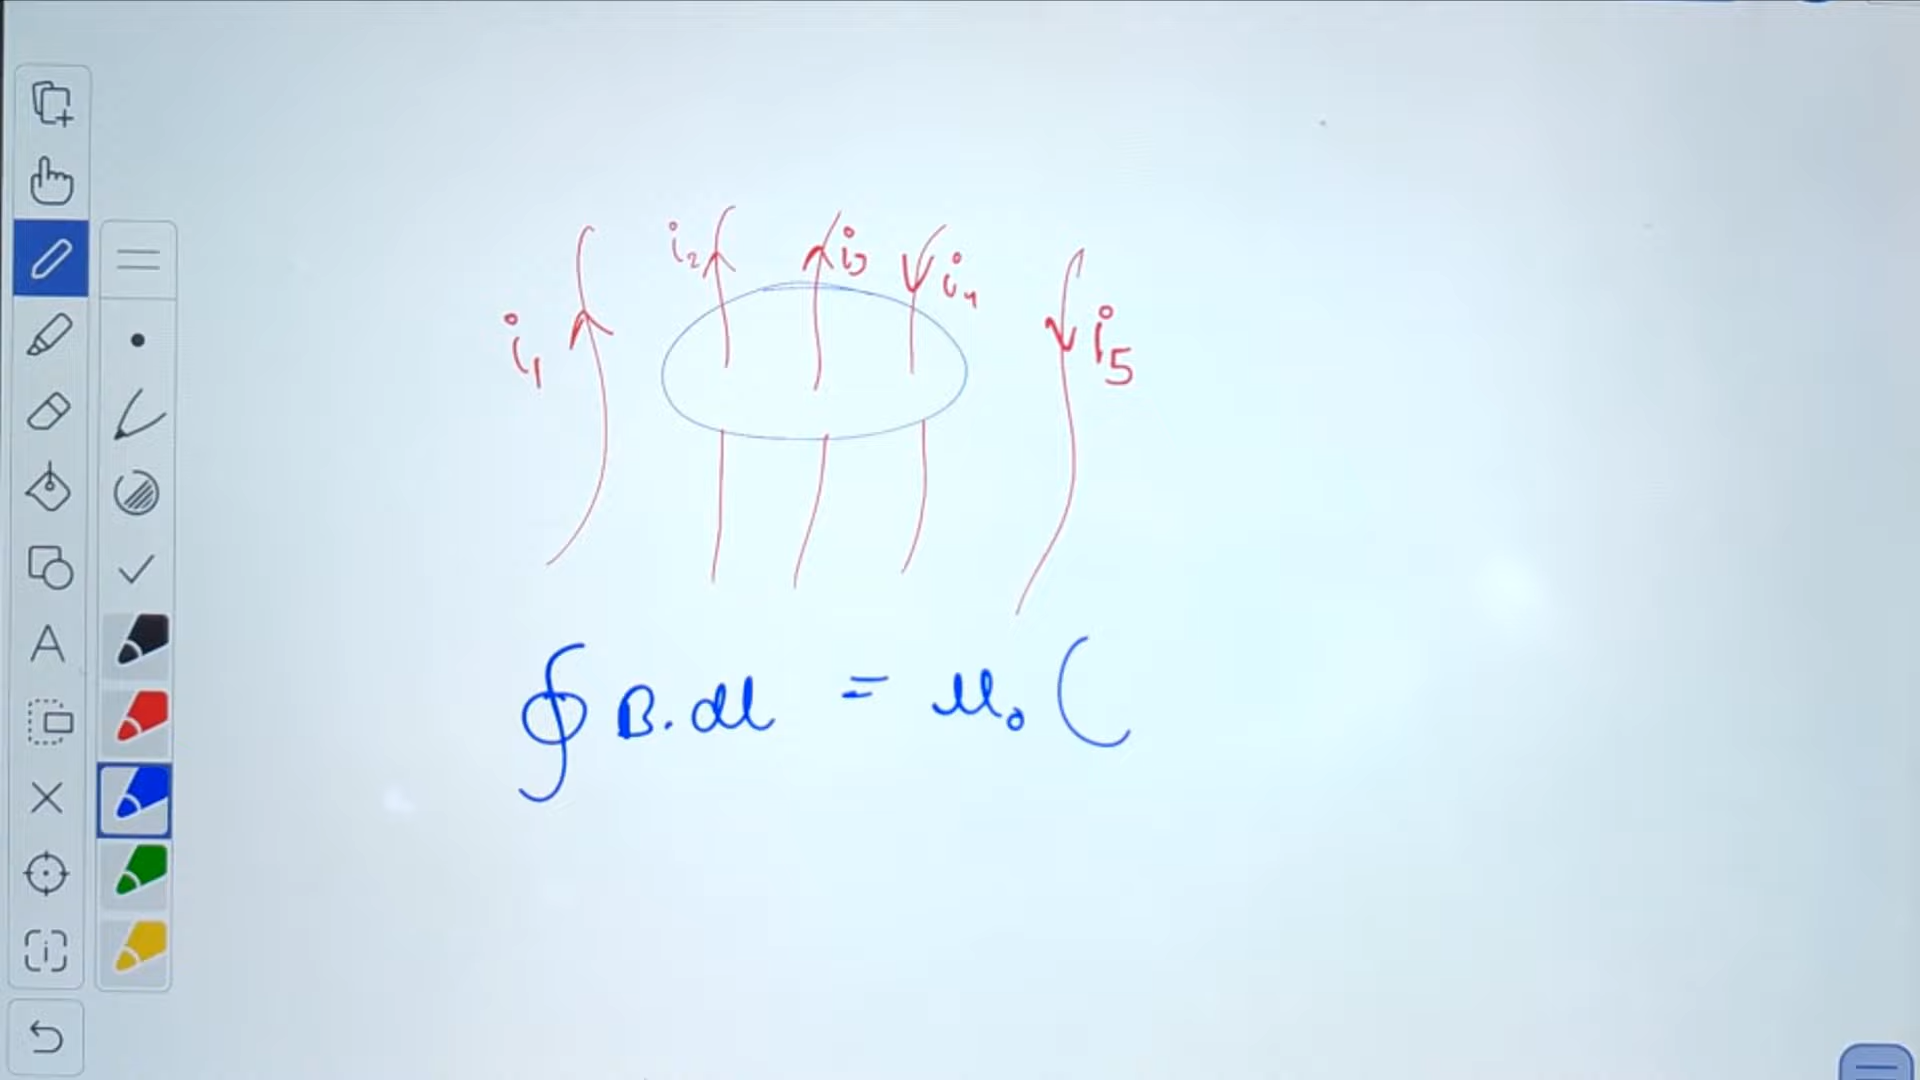 i₁ i₂ i₃ i₄ i₅
∮ B. dl = μ₀ (
A